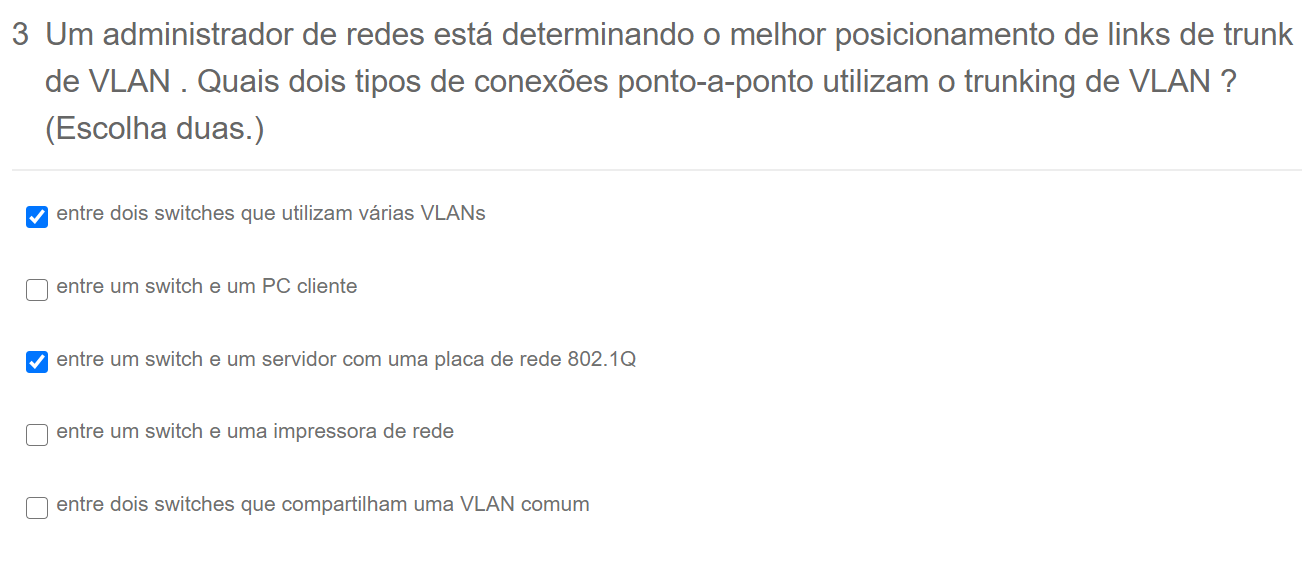 3 Um administrador de redes está determinando o melhor posicionamento de links de trunk
de VLAN . Quais dois tipos de conexões ponto-a-ponto utilizam o trunking de VLAN ?
(Escolha duas.)
entre dois switches que utilizam várias VLANs
entre um switch e um PC cliente
entre um switch e um servidor com uma placa de rede 802.1Q
entre um switch e uma impressora de rede
entre dois switches que compartilham uma VLAN comum